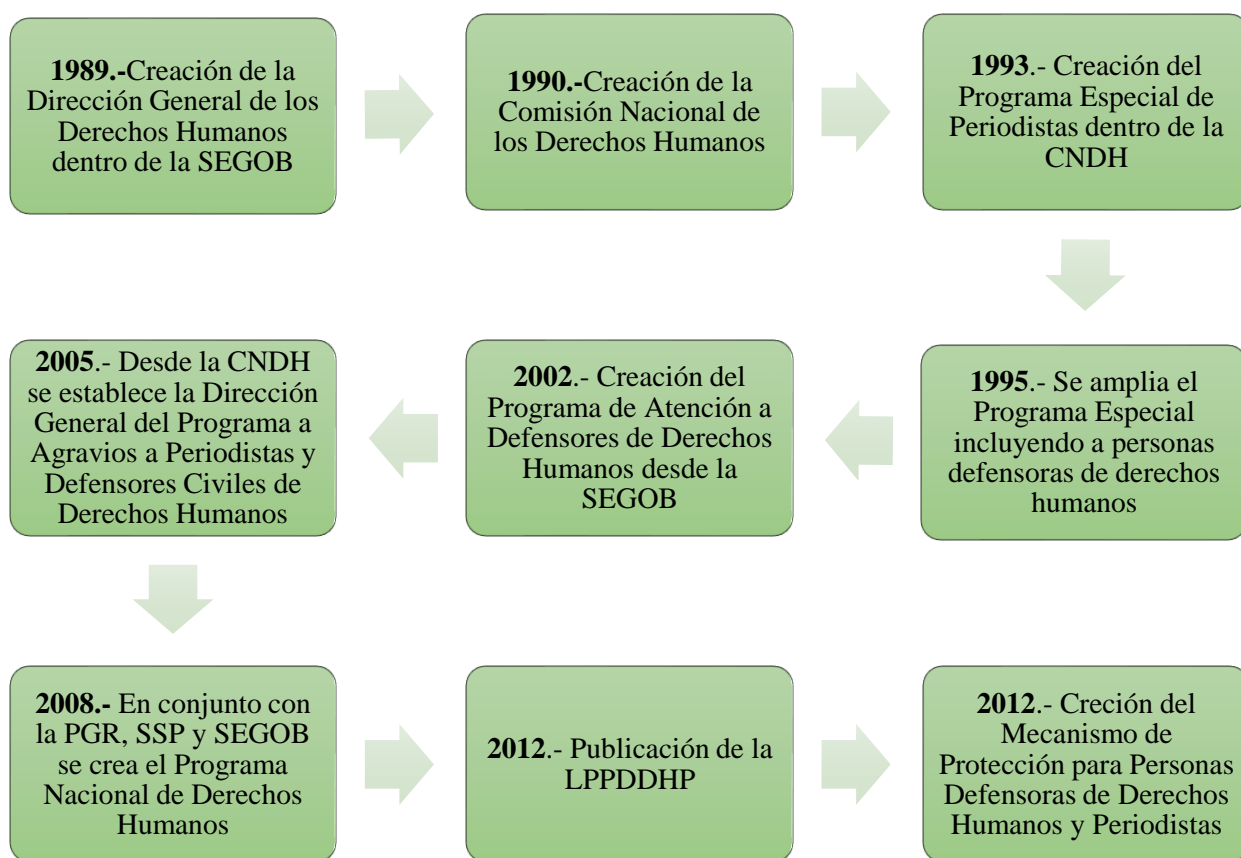 1989.-Creación de la
Dirección General de los
Derechos Humanos
dentro de la SEGOB
1990.-Creación de la
Comisión Nacional de
los Derechos Humanos
1993.- Creación del
Programa Especial de
Periodistas dentro de la
CNDH
1995.- Se amplia el
Programa Especial
incluyendo a personas
defensoras de derechos
humanos
2002.- Creación del
Programa de Atención a
Defensores de Derechos
Humanos desde la
SEGOB
2005.- Desde la CNDH
se establece la Dirección
General del Programa a
Agravios a Periodistas y
Defensores Civiles de
Derechos Humanos
2008.- En conjunto con
la PGR, SSP y SEGOB
se crea el Programa
Nacional de Derechos
Humanos
2012.- Publicación de la
LPPDDHP
2012.- Creción del
Mecanismo de
Protección para Personas
Defensoras de Derechos
Humanos y Periodistas